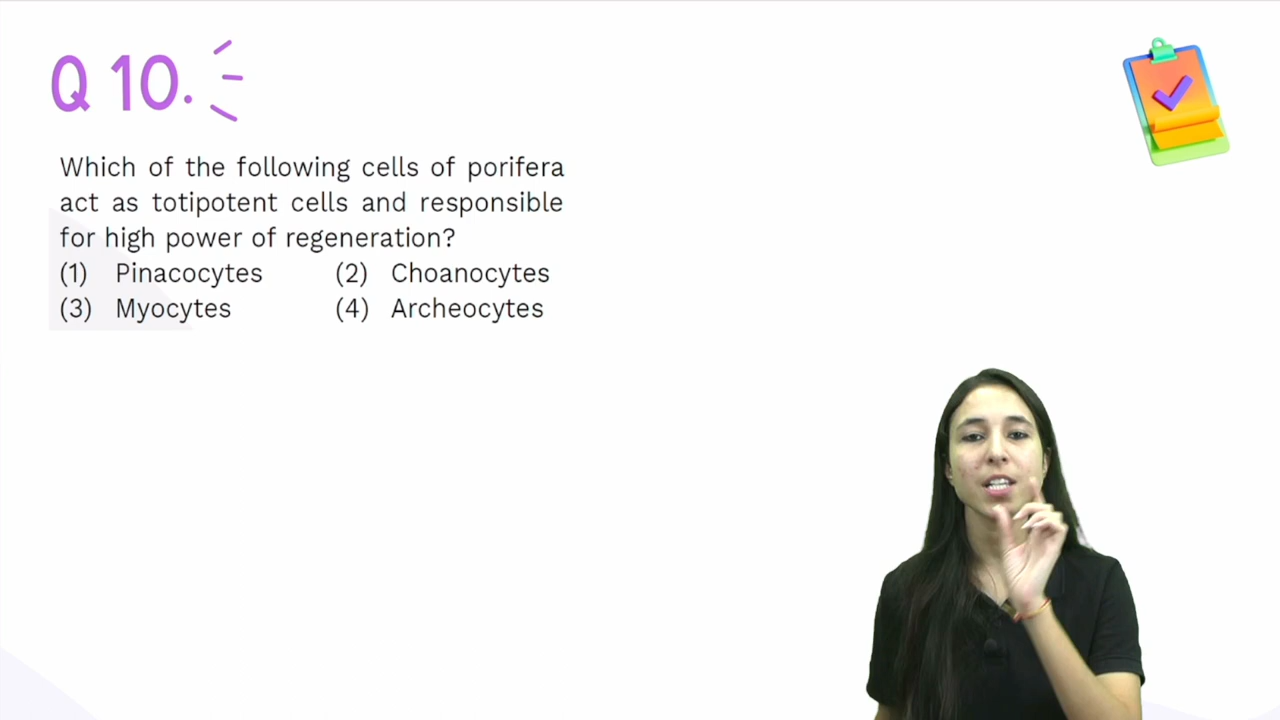 Q 10.
Which of the following cells of porifera
act as totipotent cells and responsible
for high power of regeneration?
(1) Pinacocytes (2) Choanocytes
(3) Myocytes (4) Archeocytes